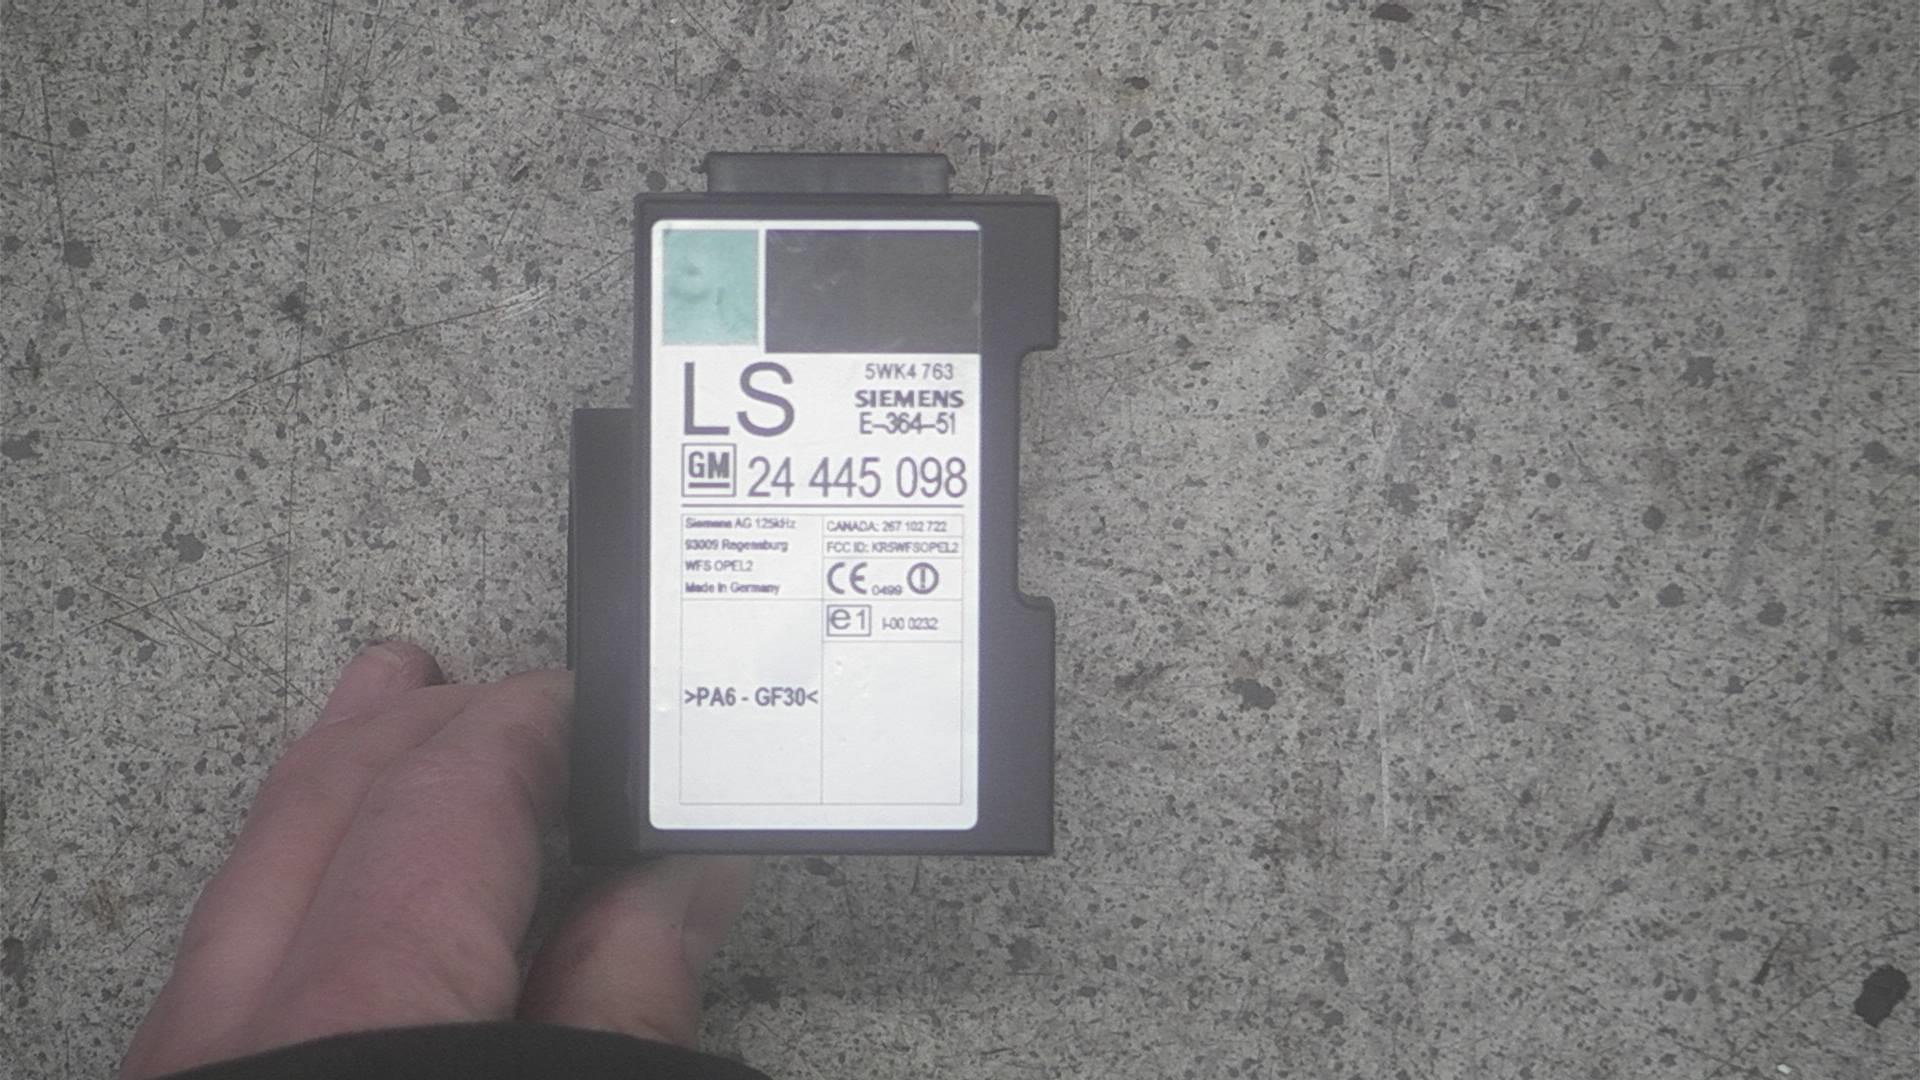 LS
5WK4 763
SIEMENS
E-364-51
GM 24 445 098
Siemens AG 125kHz
93009 Regensburg
WFS OPEL2
Made in Germany
CANADA: 267 102 722
FCC ID: KR5WFSOPEL2
CE 0499
e1 I-00 0232
>PA6 - GF30<